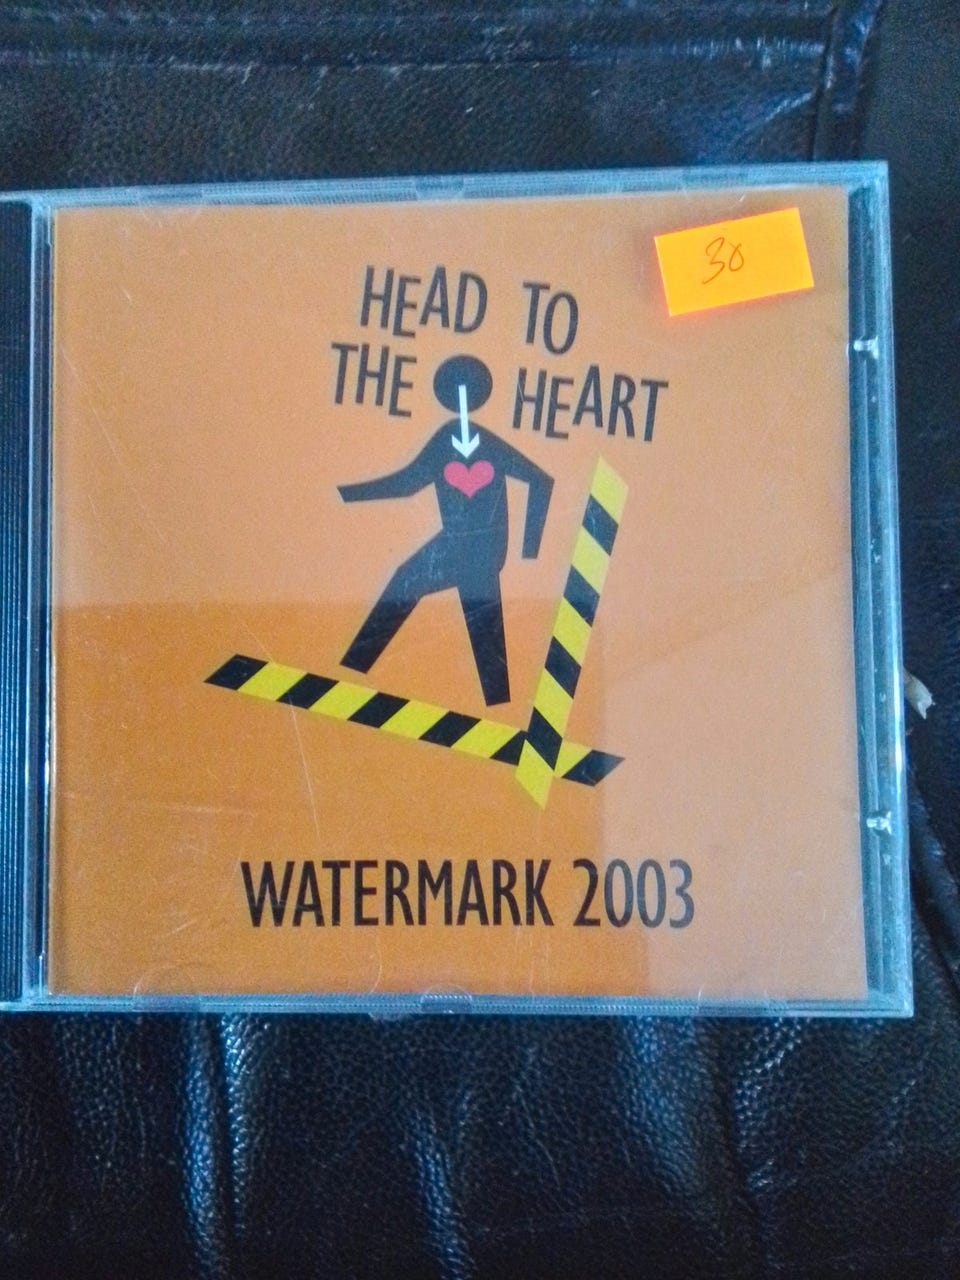 30
HEAD TO
THE HEART
WATERMARK 2003